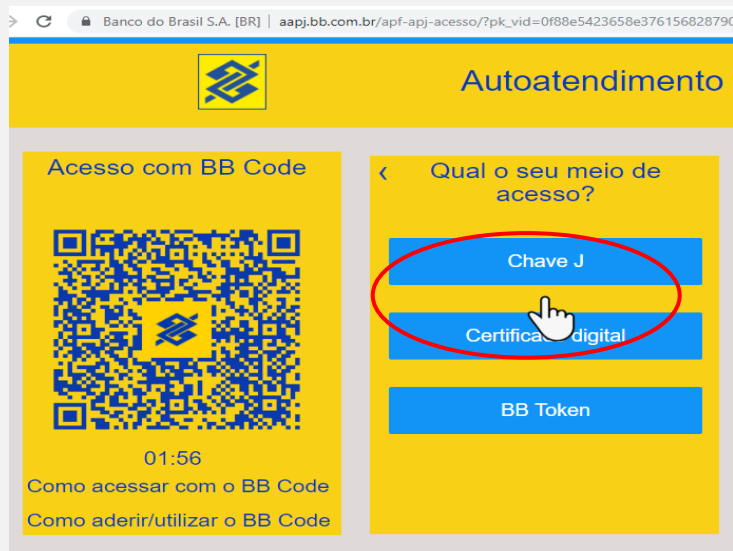 Banco do Brasil S.A. [BR] | aapj.bb.com.br/apf-apj-acesso/?pk_vid=0f88e5423658e37615682879
Autoatendimento
Acesso com BB Code
01:56
Como acessar com o BB Code
Como aderir/utilizar o BB Code
Qual o seu meio de
acesso?
Chave J
Certificado digital
BB Token